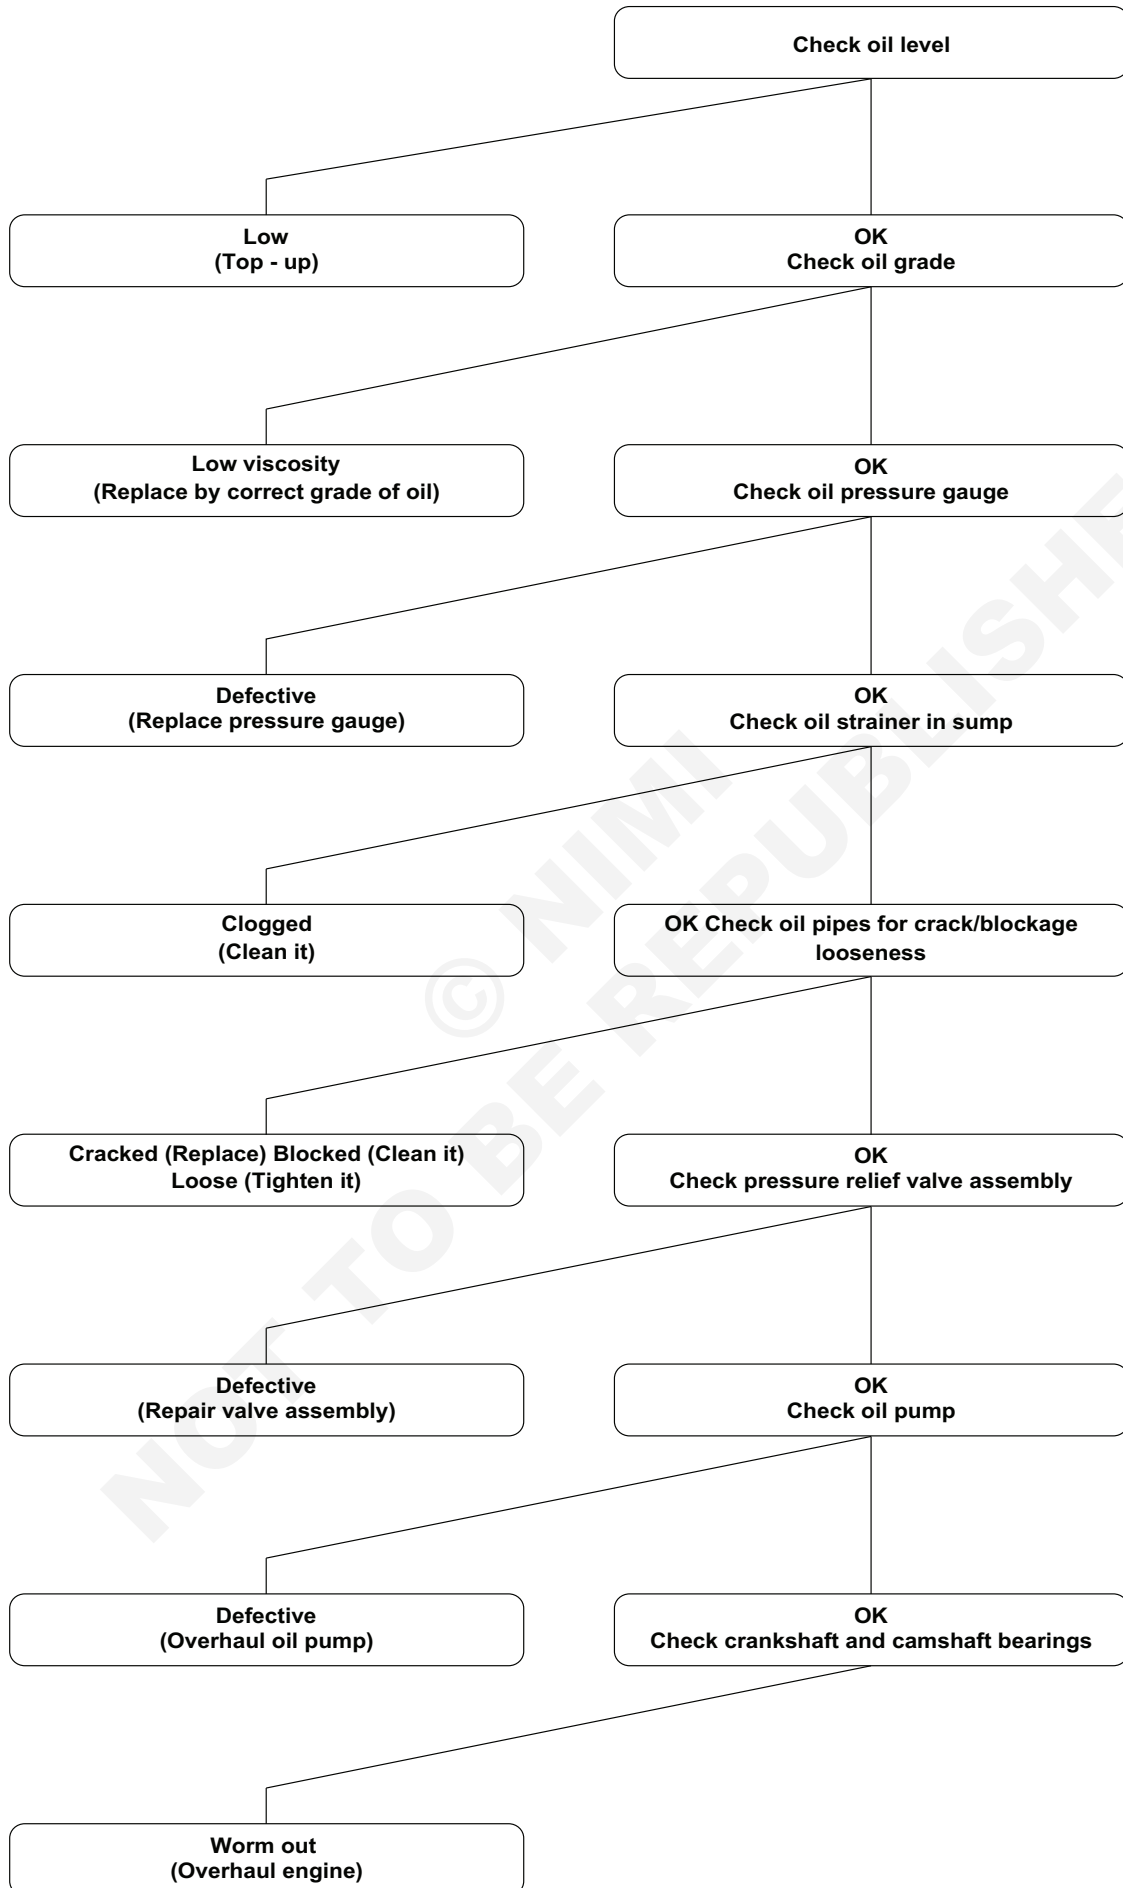 Check oil level
Low
(Top - up)
OK
Check oil grade
Low viscosity
(Replace by correct grade of oil)
OK
Check oil pressure gauge
Defective
(Replace pressure gauge)
OK
Check oil strainer in sump
Clogged
(Clean it)
OK Check oil pipes for crack/blockage
looseness
Cracked (Replace) Blocked (Clean it)
Loose (Tighten it)
OK
Check pressure relief valve assembly
Defective
(Repair valve assembly)
OK
Check oil pump
Defective
(Overhaul oil pump)
OK
Check crankshaft and camshaft bearings
Worm out
(Overhaul engine)
© NIMI
NOT TO BE REPUBLISHE